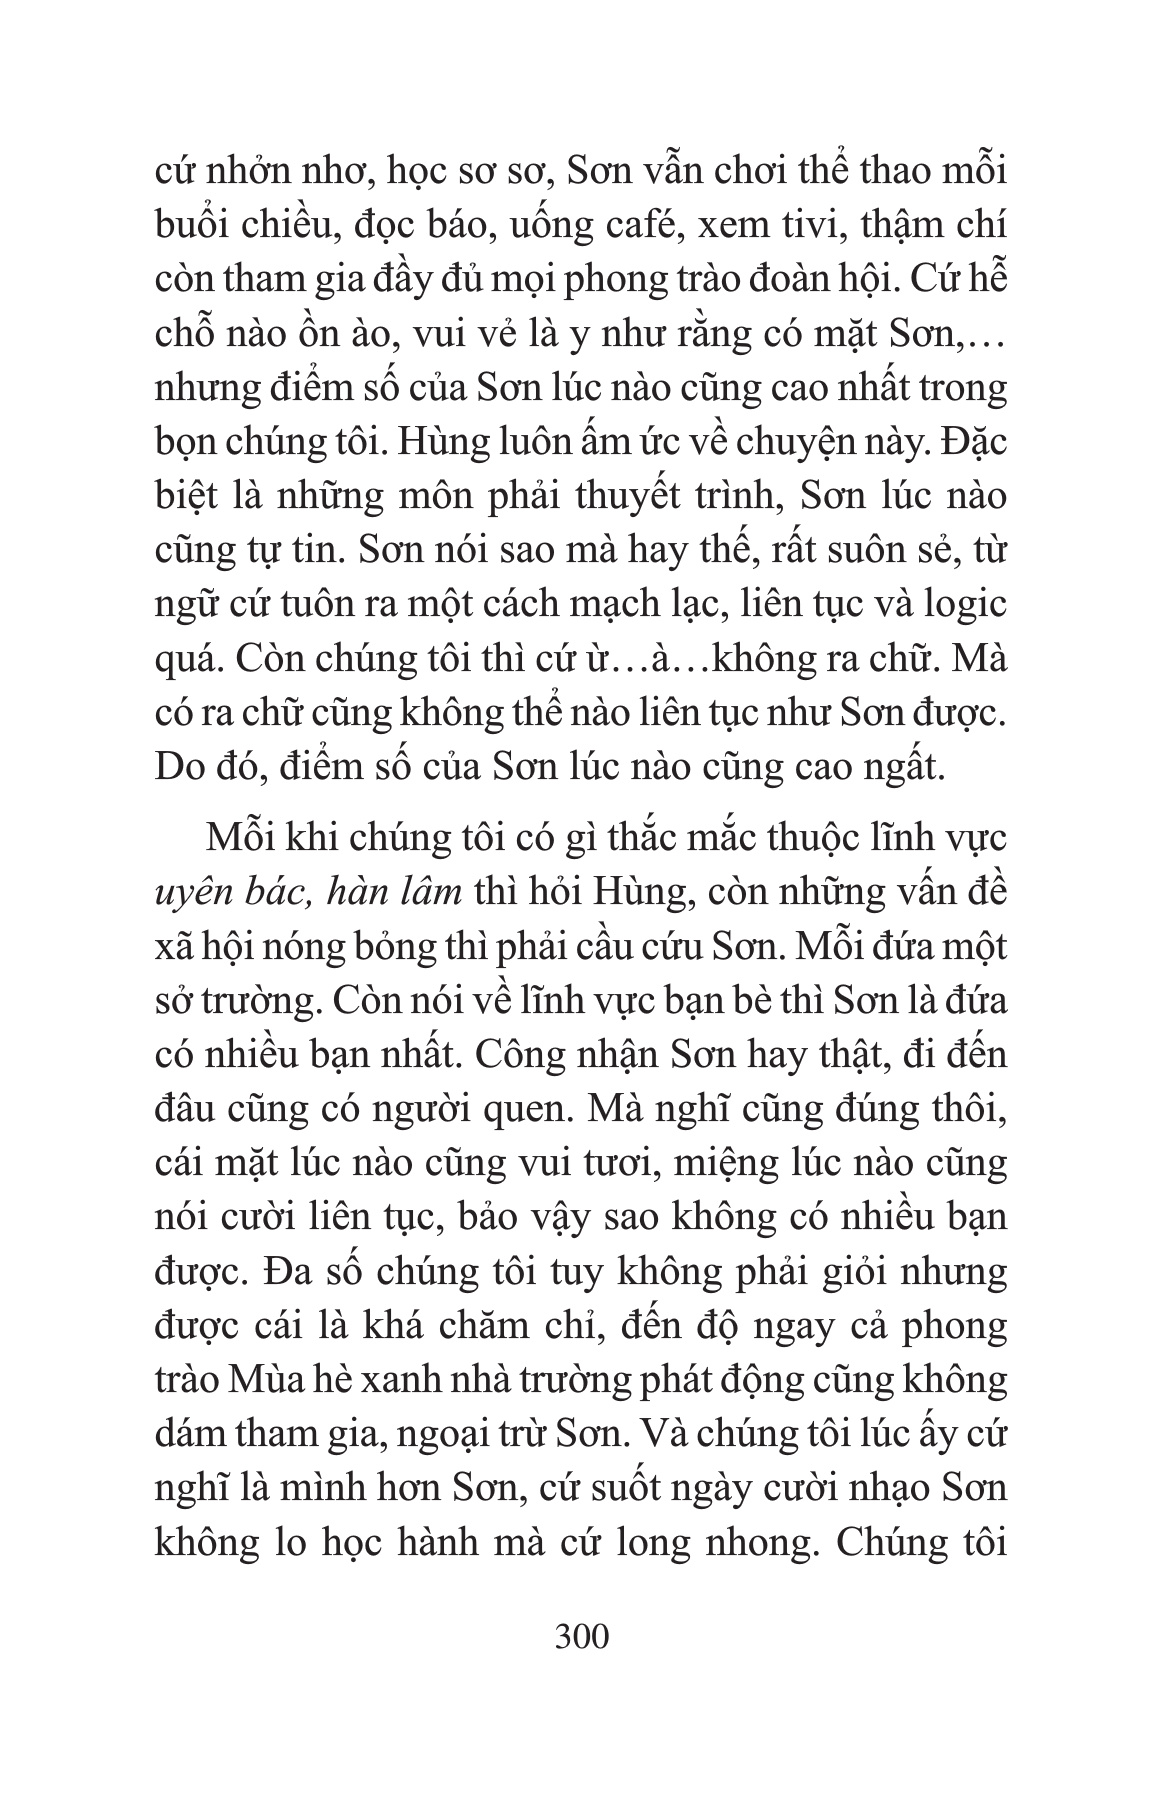 cứ nhởn nhơ, học sơ sơ, Sơn vẫn chơi thể thao mỗi
buổi chiều, đọc báo, uống café, xem tivi, thậm chí
còn tham gia đầy đủ mọi phong trào đoàn hội. Cứ hễ
chỗ nào ồn ào, vui vẻ là y như rằng có mặt Sơn,…
nhưng điểm số của Sơn lúc nào cũng cao nhất trong
bọn chúng tôi. Hùng luôn ấm ức về chuyện này. Đặc
biệt là những môn phải thuyết trình, Sơn lúc nào
cũng tự tin. Sơn nói sao mà hay thế, rất suôn sẻ, từ
ngữ cứ tuôn ra một cách mạch lạc, liên tục và logic
quá. Còn chúng tôi thì cứ ừ…à…không ra chữ. Mà
có ra chữ cũng không thể nào liên tục như Sơn được.
Do đó, điểm số của Sơn lúc nào cũng cao ngất.
Mỗi khi chúng tôi có gì thắc mắc thuộc lĩnh vực
uyên bác, hàn lâm thì hỏi Hùng, còn những vấn đề
xã hội nóng bỏng thì phải cầu cứu Sơn. Mỗi đứa một
sở trường. Còn nói về lĩnh vực bạn bè thì Sơn là đứa
có nhiều bạn nhất. Công nhận Sơn hay thật, đi đến
đâu cũng có người quen. Mà nghĩ cũng đúng thôi,
cái mặt lúc nào cũng vui tươi, miệng lúc nào cũng
nói cười liên tục, bảo vậy sao không có nhiều bạn
được. Đa số chúng tôi tuy không phải giỏi nhưng
được cái là khá chăm chỉ, đến độ ngay cả phong
trào Mùa hè xanh nhà trường phát động cũng không
dám tham gia, ngoại trừ Sơn. Và chúng tôi lúc ấy cứ
nghĩ là mình hơn Sơn, cứ suốt ngày cười nhạo Sơn
không lo học hành mà cứ long nhong. Chúng tôi
300